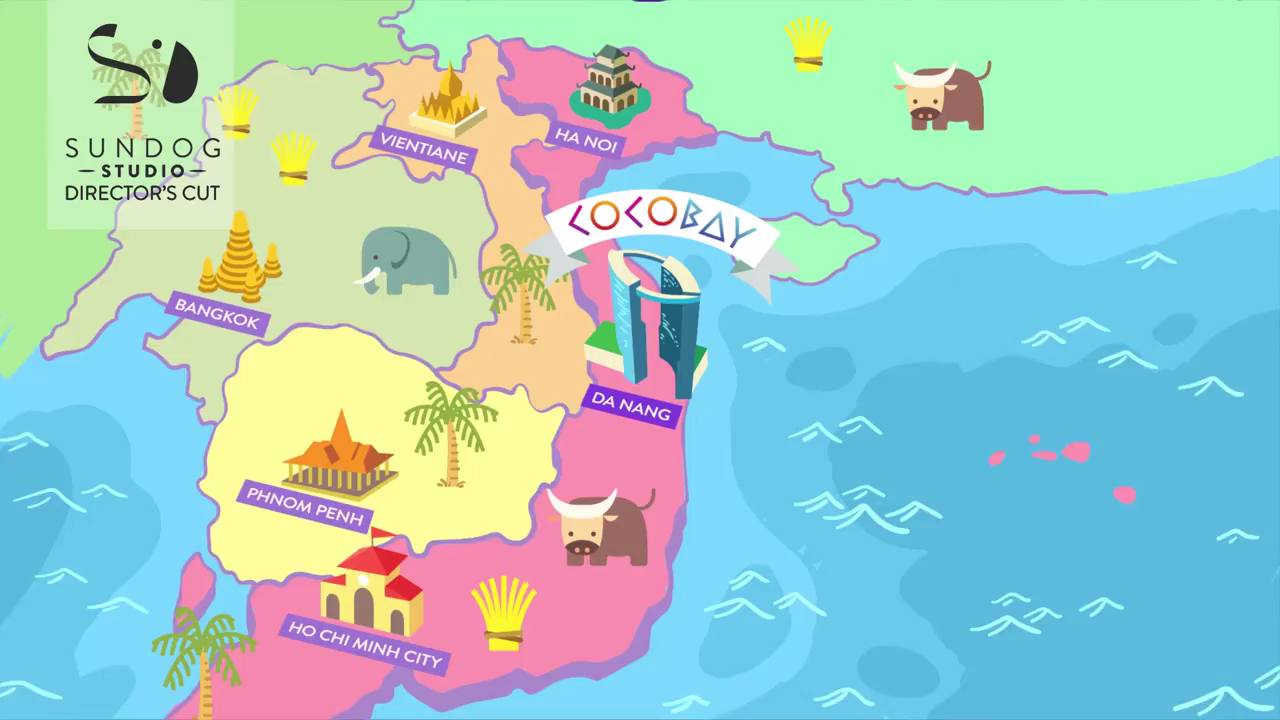 SD
SUNDOG
STUDIO
DIRECTOR'S CUT
VIENTIANE
HA NOI
COCOBAY
BANGKOK
DA NANG
PHNOM PENH
HO CHI MINH CITY